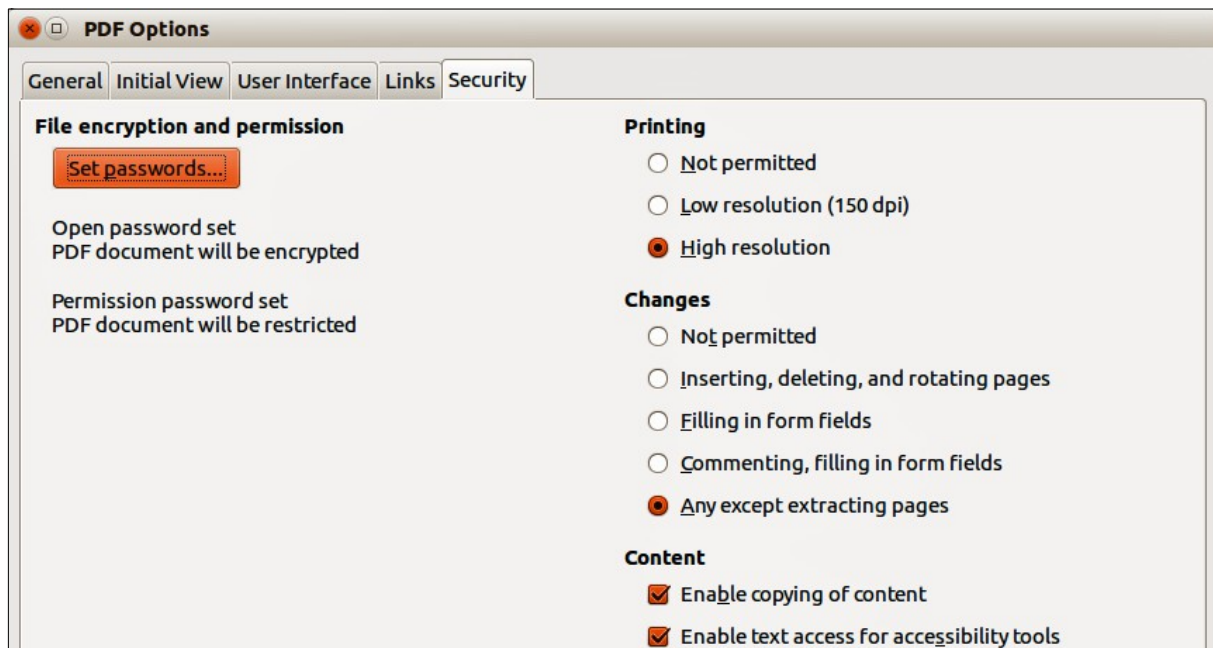 PDF Options
General
Initial View
User Interface
Links
Security
File encryption and permission
Set passwords...
Open password set
PDF document will be encrypted
Permission password set
PDF document will be restricted
Printing
Not permitted
Low resolution (150 dpi)
High resolution
Changes
Not permitted
Inserting, deleting, and rotating pages
Filling in form fields
Commenting, filling in form fields
Any except extracting pages
Content
Enable copying of content
Enable text access for accessibility tools